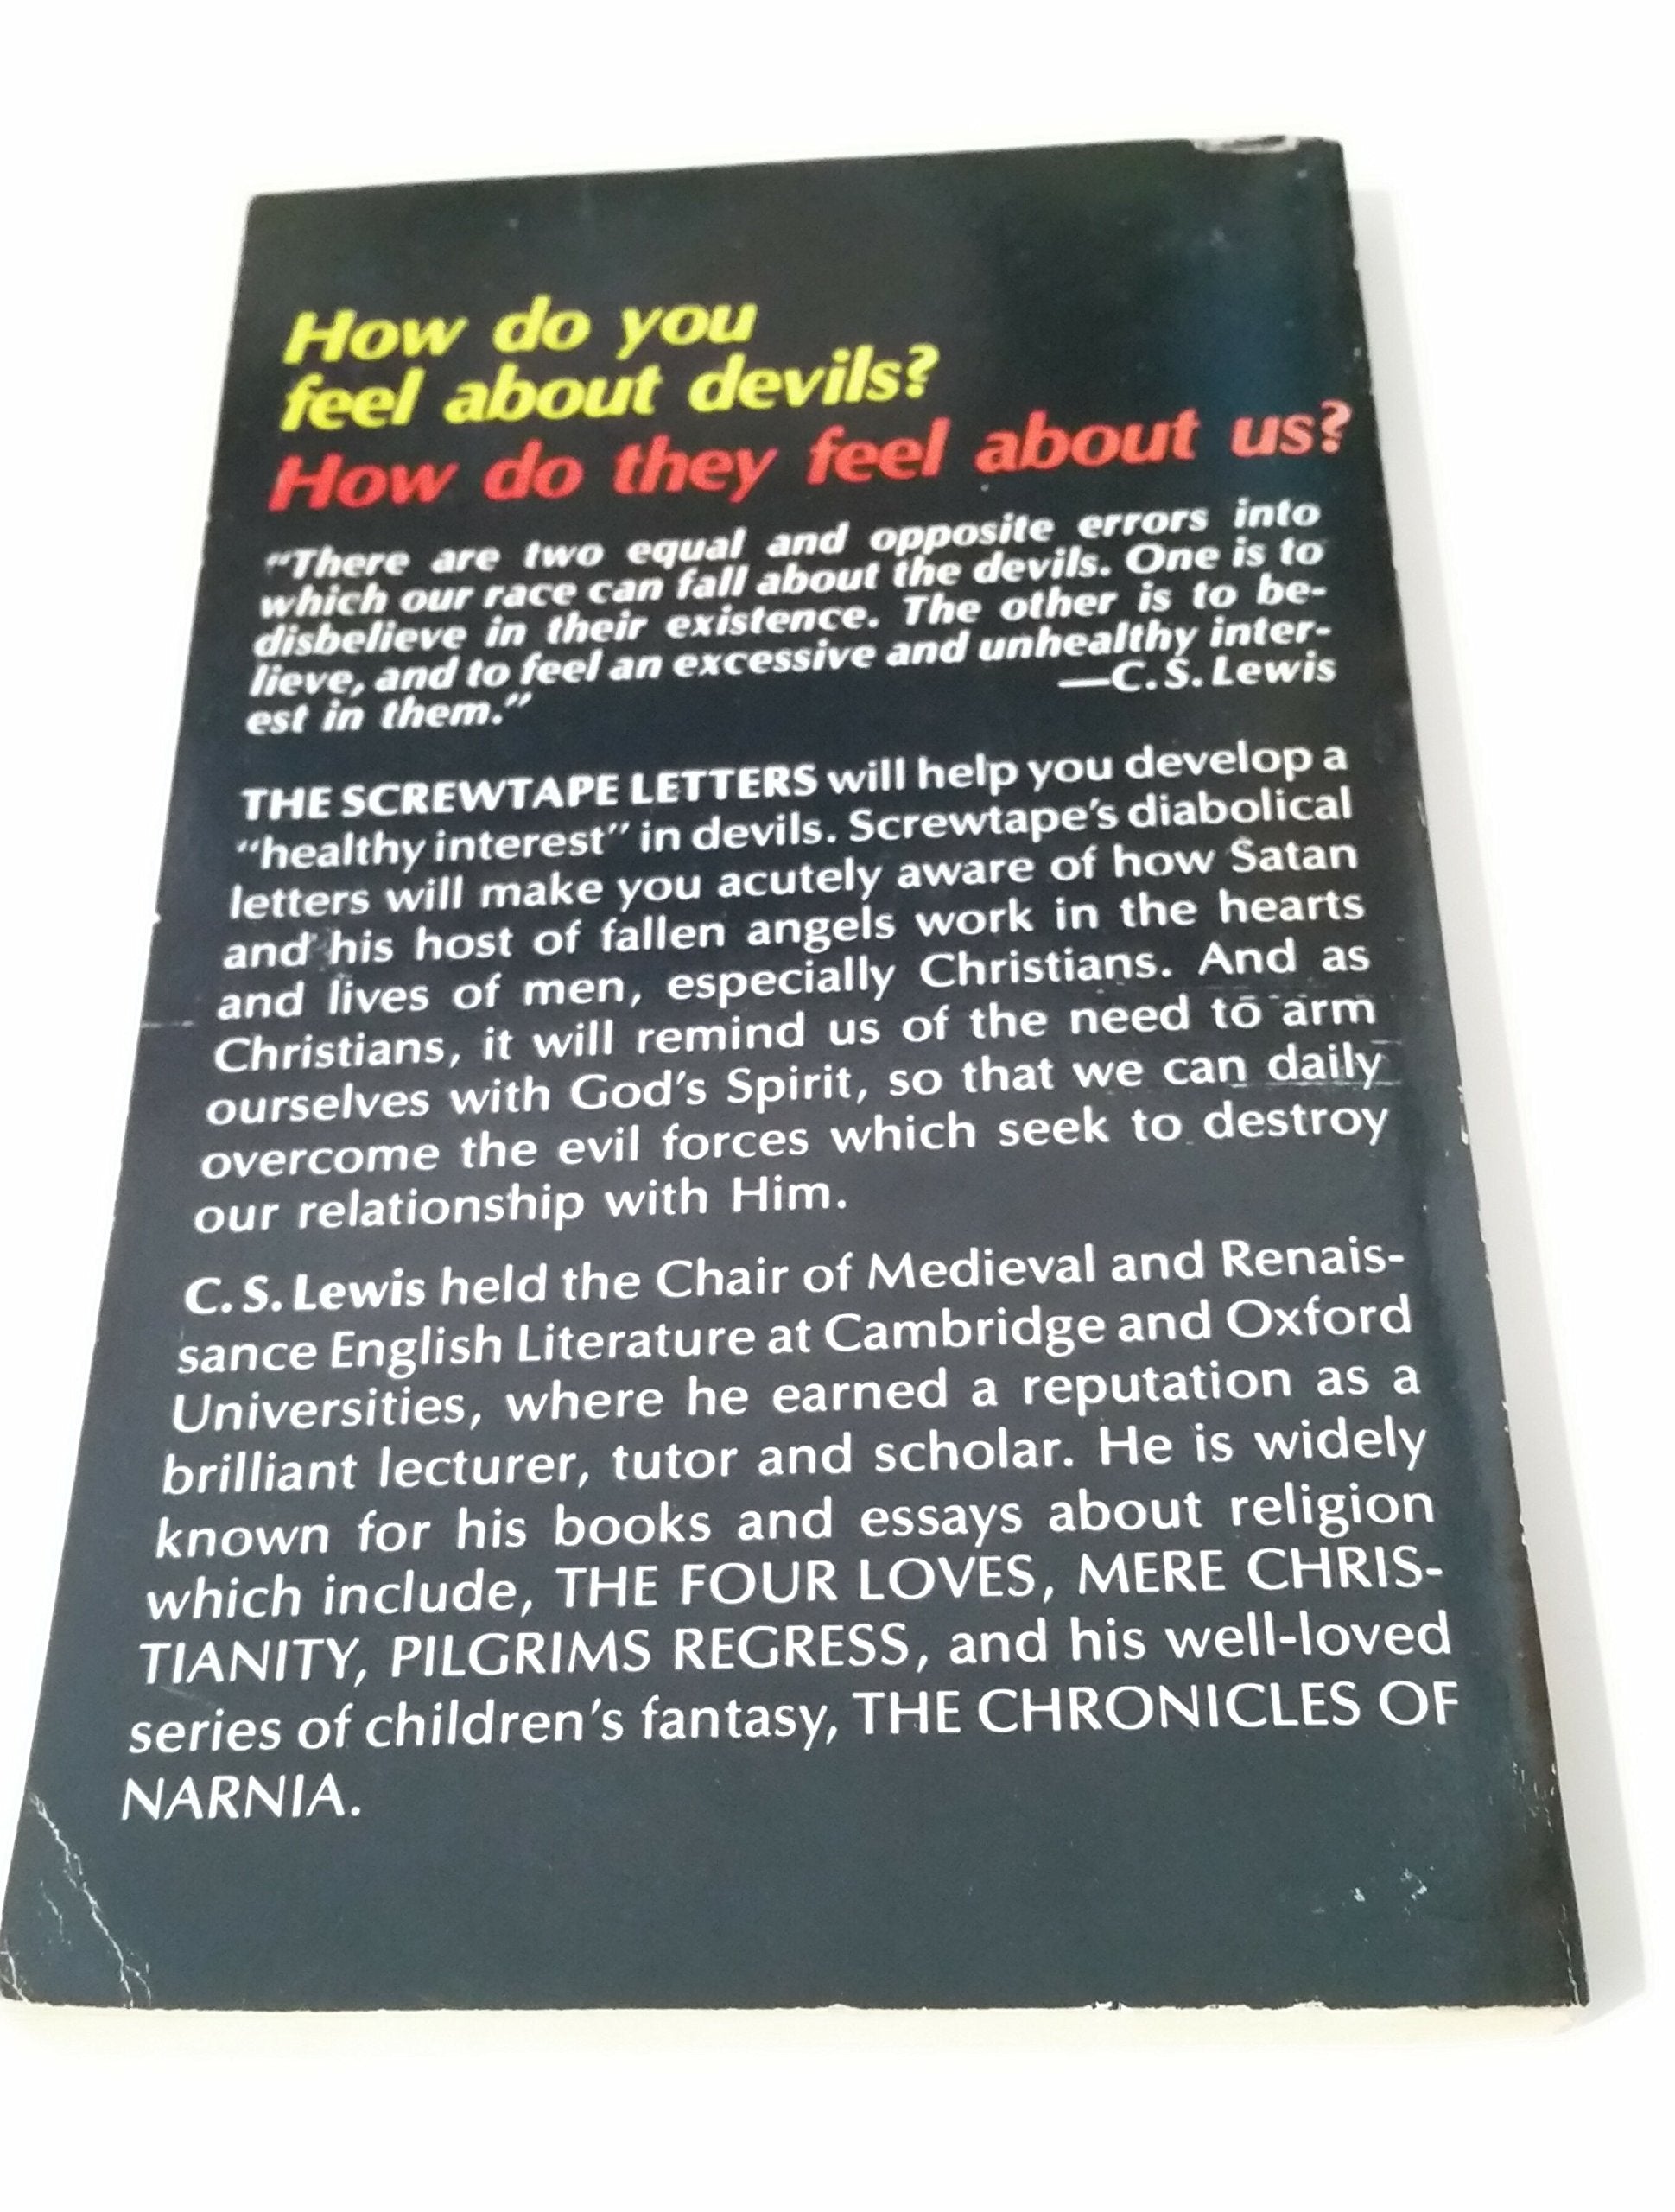 How do you
feel about devils?
How do they feel about us?
"There are two equal and opposite errors into
which our race can fall about the devils. One is to
disbelieve in their existence. The other is to be-
lieve, and to feel an excessive and unhealthy inter-
est in them."
—C.S. Lewis
THE SCREWTAPE LETTERS will help you develop a
"healthy interest" in devils. Screwtape's diabolical
letters will make you acutely aware of how Satan
and his host of fallen angels work in the hearts
and lives of men, especially Christians. And as
Christians, it will remind us of the need to arm
ourselves with God's Spirit, so that we can daily
overcome the evil forces which seek to destroy
our relationship with Him.
C.S. Lewis held the Chair of Medieval and Renais-
sance English Literature at Cambridge and Oxford
Universities, where he earned a reputation as a
brilliant lecturer, tutor and scholar. He is widely
known for his books and essays about religion
which include, THE FOUR LOVES, MERE CHRIS-
TIANITY, PILGRIMS REGRESS, and his well-loved
series of children's fantasy, THE CHRONICLES OF
NARNIA.